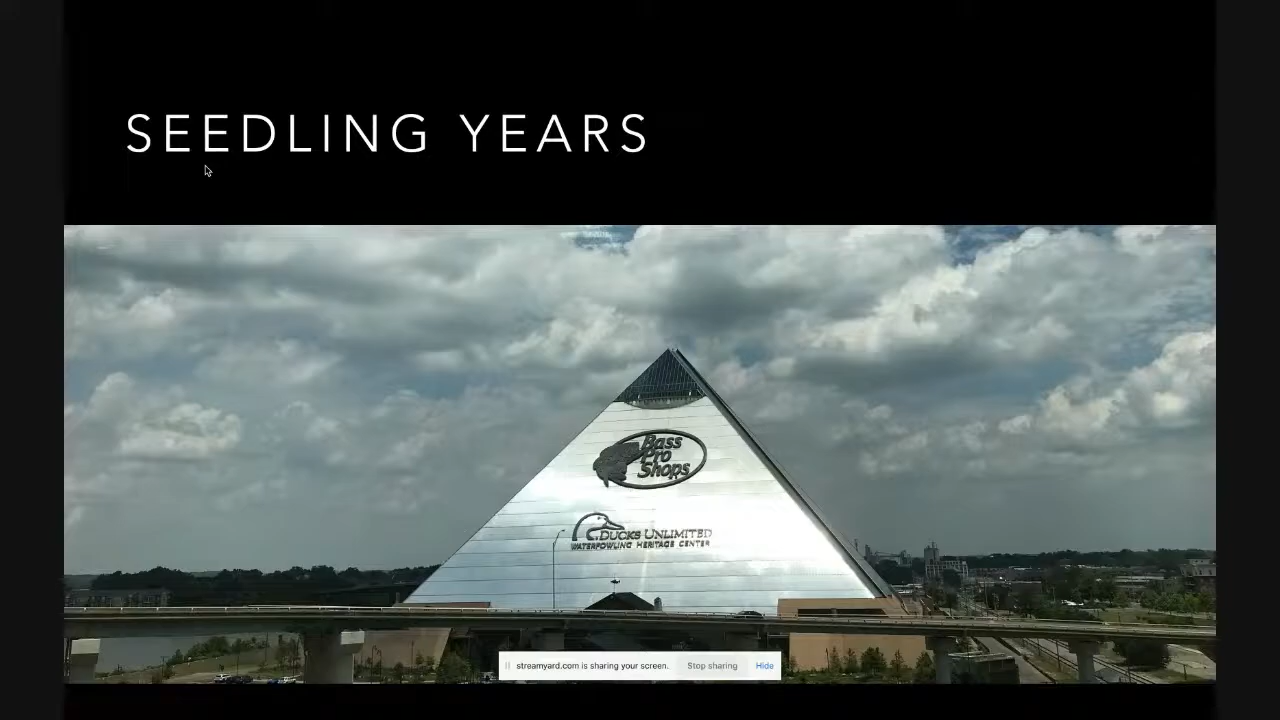 SEEDLING YEARS
Bass
Pro
Shops
DUCKS UNLIMITED
WATERFOWLING HERITAGE CENTER
streamyard.com is sharing your screen.
Stop sharing
Hide